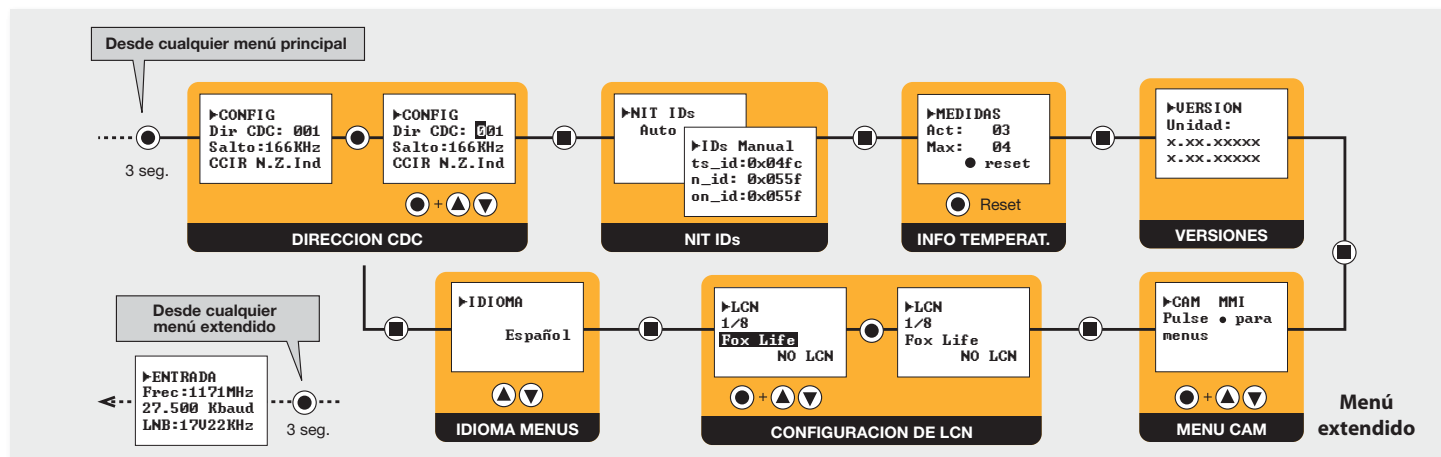 Desde cualquier menú principal
3 seg.
▶CONFIG
Dir CDC: 001
Salto:166KHz
CCIR N.Z.Ind
▶CONFIG
Dir CDC: 001
Salto:166KHz
CCIR N.Z.Ind
+
DIRECCION CDC
▶NIT IDs
Auto
▶IDs Manual
ts_id:0x04fc
n_id: 0x055f
on_id:0x055f
NIT IDs
▶MEDIDAS
Act: 03
Max: 04
● reset
Reset
INFO TEMPERAT.
▶VERSION
Unidad:
x.xx.xxxxx
x.xx.xxxxx
VERSIONES
Desde cualquier
menú extendido
▶ENTRADA
Frec:1171MHz
27.500 Kbaud
LNB:17V22KHz
3 seg.
▶IDIOMA
Español
IDIOMA MENUS
▶LCN
1/8
Fox Life
NO LCN
+
▶LCN
1/8
Fox Life
NO LCN
CONFIGURACION DE LCN
▶CAM MMI
Pulse ● para
menus
+
MENU CAM
Menú
extendido